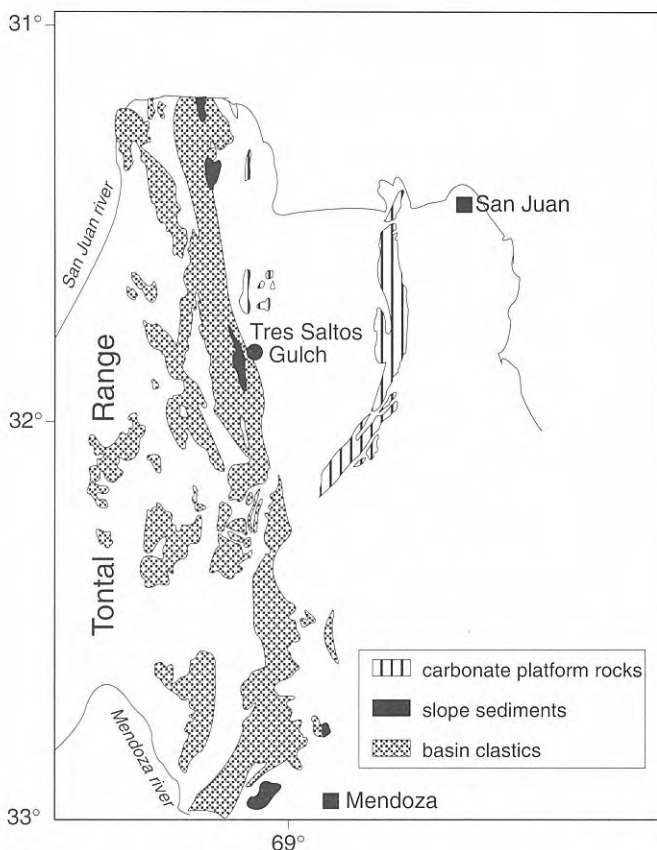 31°
San Juan river
San Juan
Tres Saltos
Gulch
32°
Tontal Range
carbonate platform rocks
slope sediments
basin clastics
Mendoza river
Mendoza
33°
69°